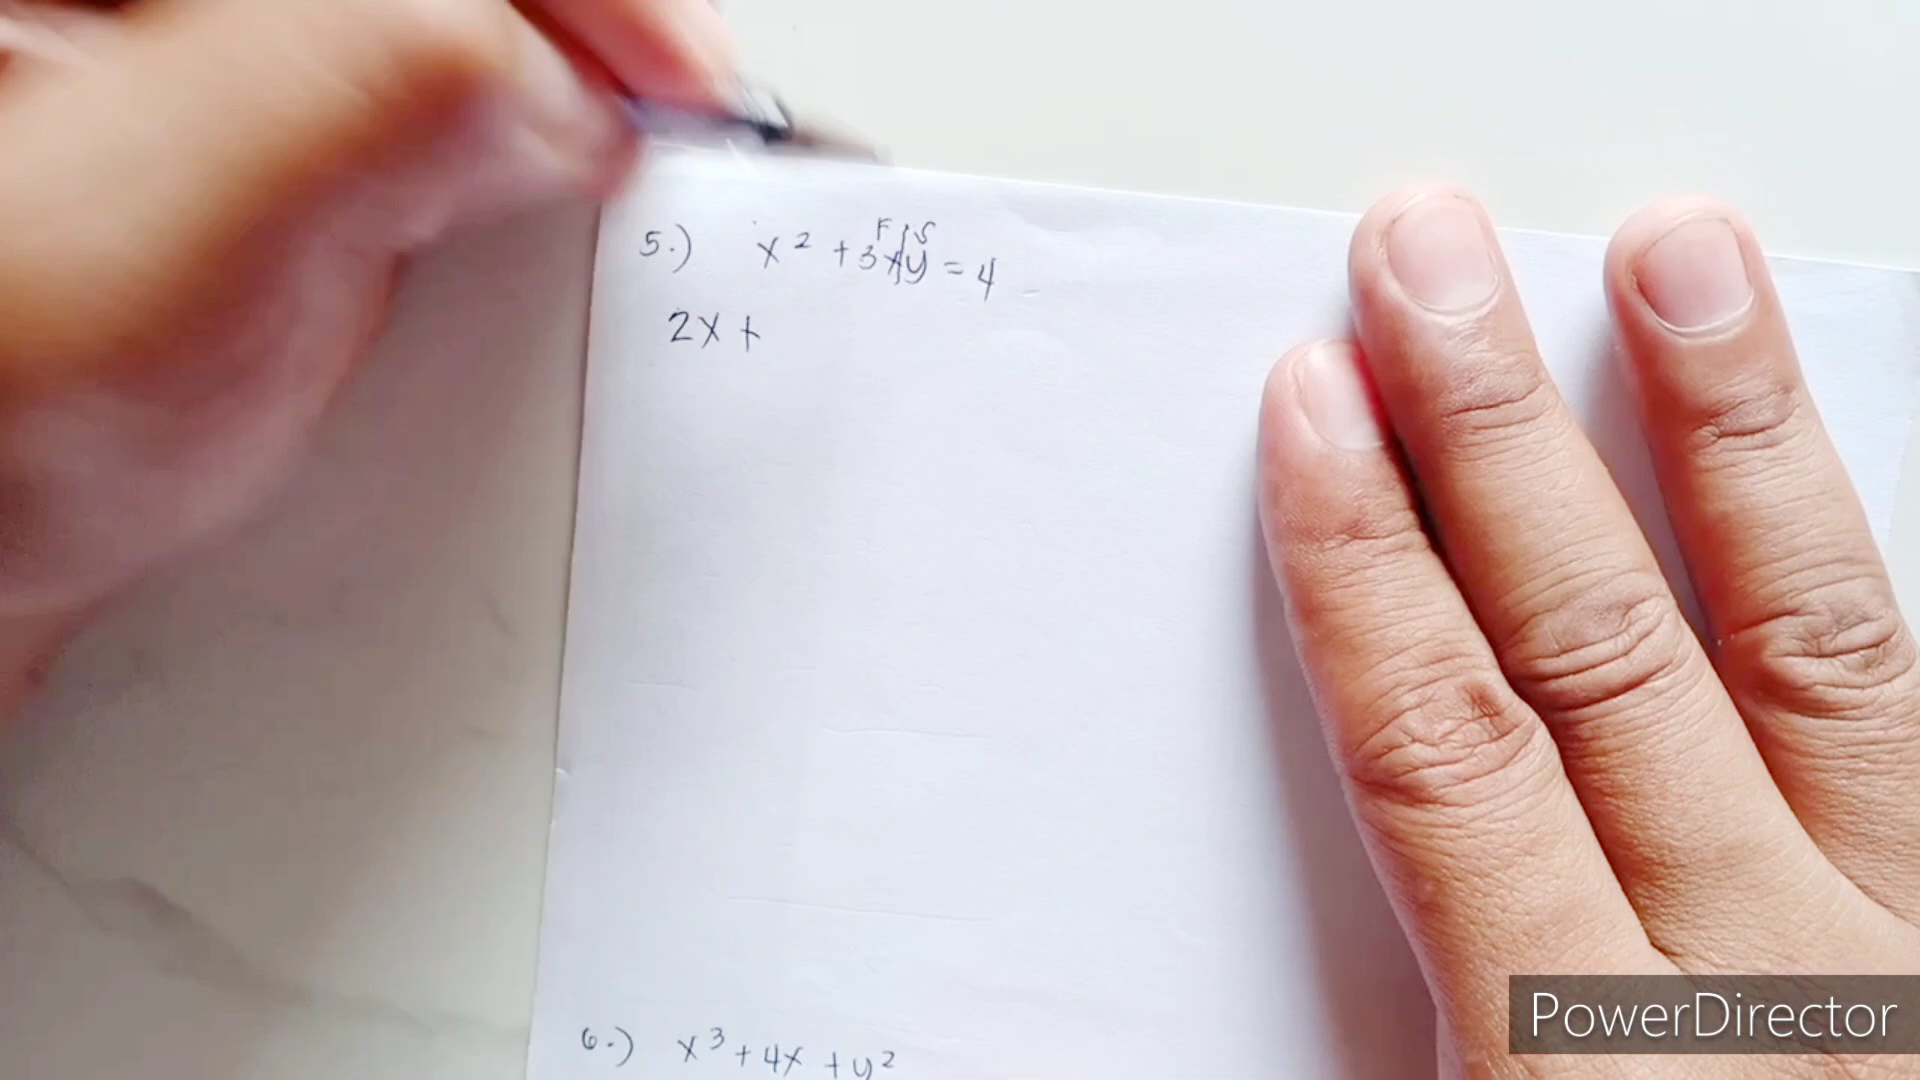 F S
5.) x² + 3xy = 4
2x +
6.) x³ + 4x + y²
PowerDirector